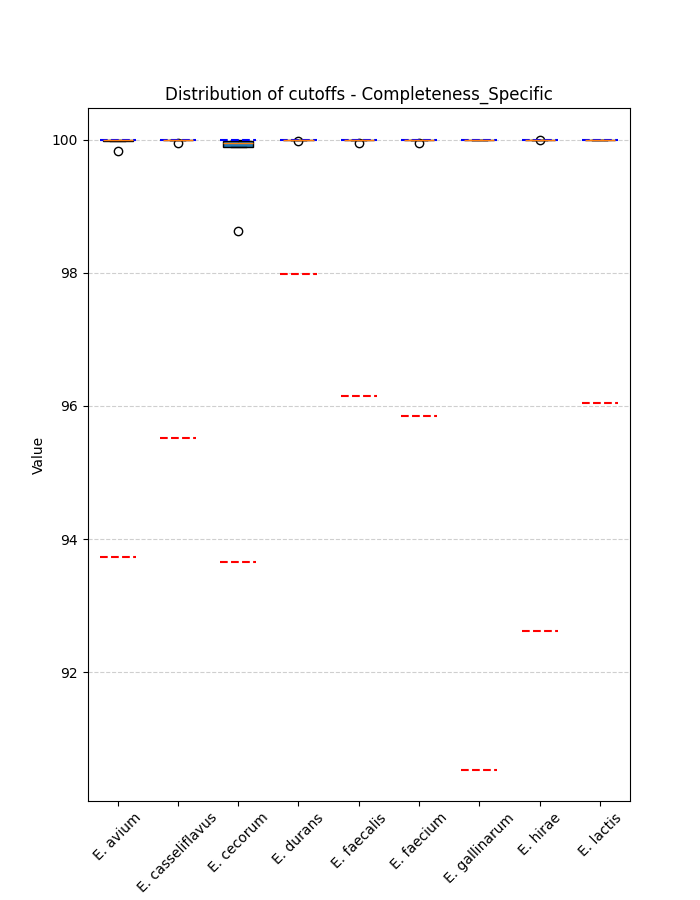 Distribution of cutoffs - Completeness_Specific
Value
100
98
96
94
92
E. avium
E. casseliflavus
E. cecorum
E. durans
E. faecalis
E. faecium
E. gallinarum
E. hirae
E. lactis